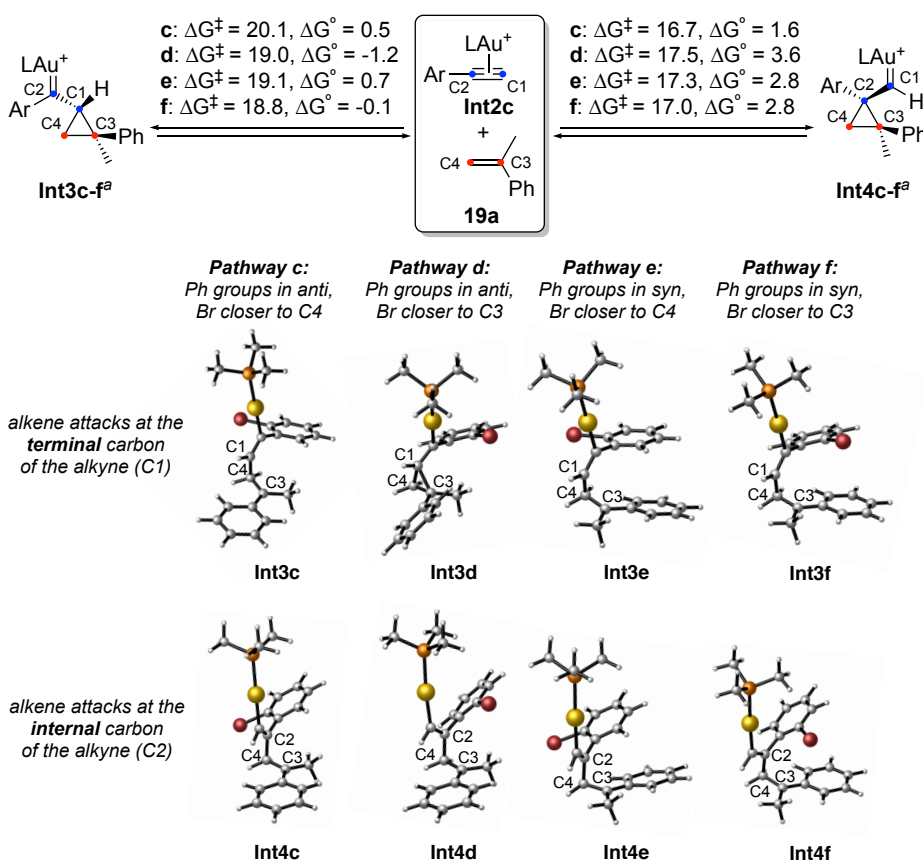 c: ΔG‡ = 20.1, ΔG° = 0.5
d: ΔG‡ = 19.0, ΔG° = -1.2
e: ΔG‡ = 19.1, ΔG° = 0.7
f: ΔG‡ = 18.8, ΔG° = -0.1
LAu+
C2
C1
H
Ar
C4
C3
Ph
Int3c-fᵃ
LAu+
Ar
C2
C1
Int2c
+
C4
C3
Ph
19a
c: ΔG‡ = 16.7, ΔG° = 1.6
d: ΔG‡ = 17.5, ΔG° = 3.6
e: ΔG‡ = 17.3, ΔG° = 2.8
f: ΔG‡ = 17.0, ΔG° = 2.8
LAu+
Ar
C2
C1
H
C4
C3
Ph
Int4c-fᵃ
Pathway c:
Ph groups in anti,
Br closer to C4
Pathway d:
Ph groups in anti,
Br closer to C3
Pathway e:
Ph groups in syn,
Br closer to C4
Pathway f:
Ph groups in syn,
Br closer to C3
alkene attacks at the
terminal carbon
of the alkyne (C1)
C1
C4
C3
Int3c
C1
C4
C3
Int3d
C1
C4
C3
Int3e
C1
C4
C3
Int3f
alkene attacks at the
internal carbon
of the alkyne (C2)
C2
C4
C3
Int4c
C2
C4
C3
Int4d
C2
C4
C3
Int4e
C2
C4
C3
Int4f